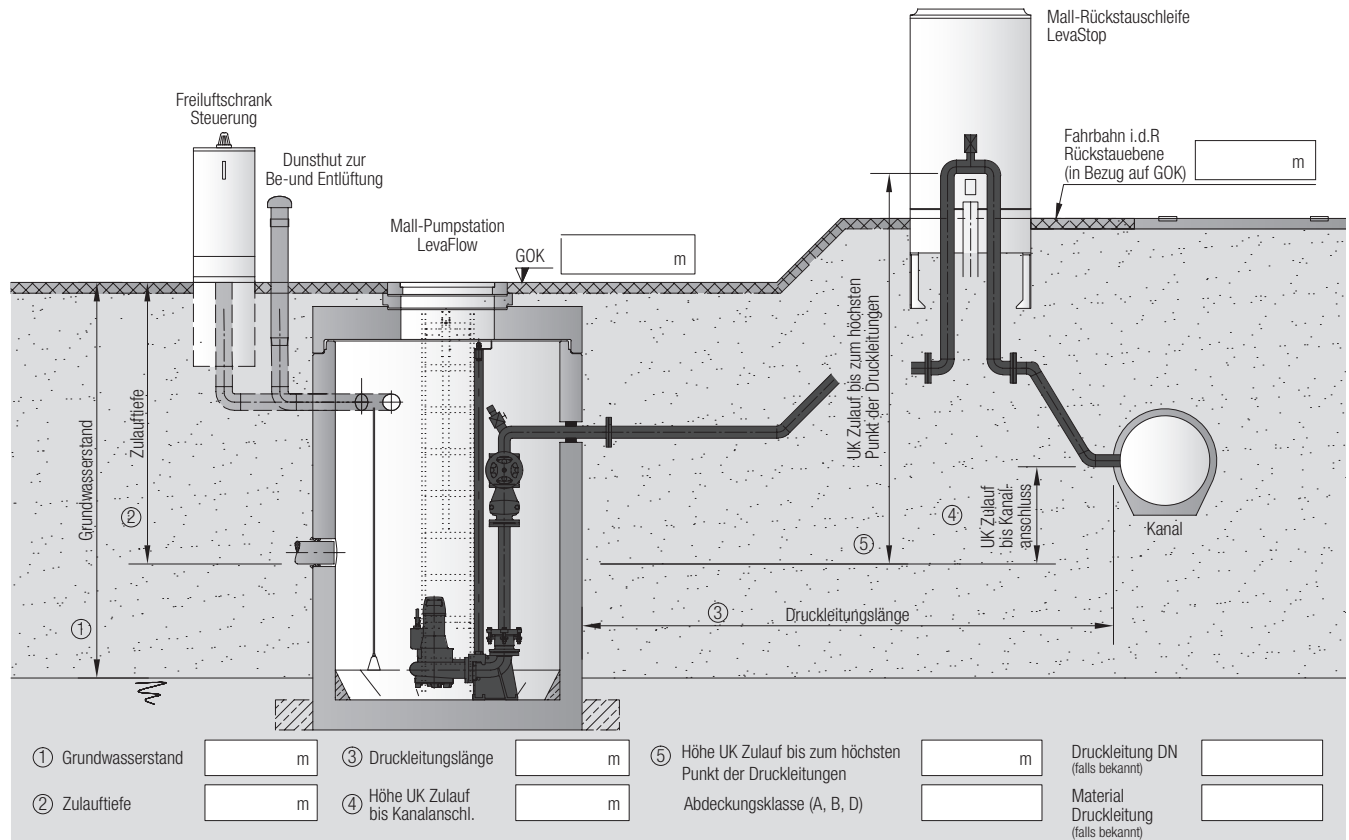 Mall-Rückstauschleife
LevaStop
Freiluftschrank
Steuerung
Dunsthut zur
Be-und Entlüftung
Fahrbahn i.d.R
Rückstauebene
(in Bezug auf GOK)
m
Mall-Pumpstation
LevaFlow
GOK
m
Grundwasserstand
①
Zulauftiefe
②
UK Zulauf bis zum höchsten
Punkt der Druckleitungen
⑤
④
UK Zulauf
bis Kanal-
anschluss
Kanal
③
Druckleitungslänge
① Grundwasserstand
m
③ Druckleitungslänge
m
⑤ Höhe UK Zulauf bis zum höchsten
Punkt der Druckleitungen
m
Druckleitung DN
(falls bekannt)
② Zulauftiefe
m
④ Höhe UK Zulauf
bis Kanalanschl.
m
Abdeckungsklasse (A, B, D)
Material
Druckleitung
(falls bekannt)